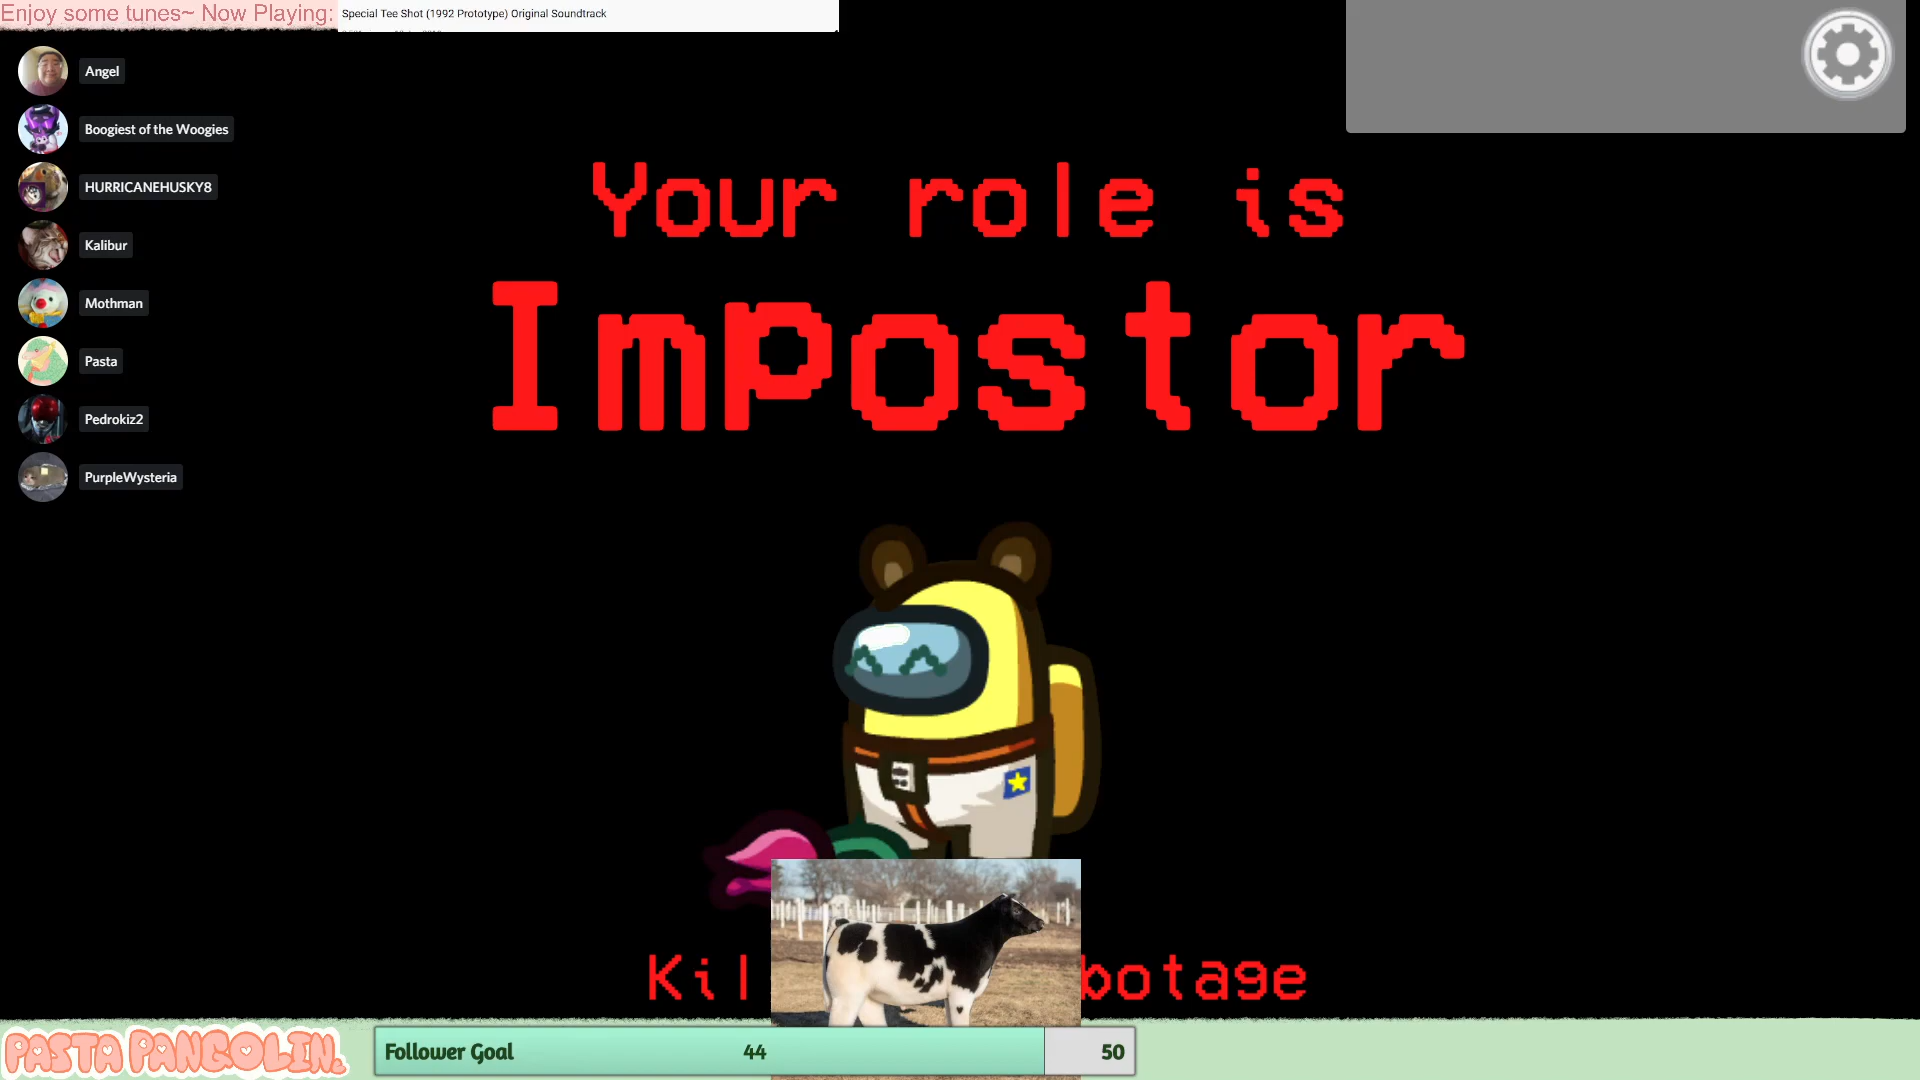 Enjoy some tunes~ Now Playing:
Special Tee Shot (1992 Prototype) Original Soundtrack
Angel
Boogiest of the Woogies
HURRICANEHUSKY8
Kalibur
Mothman
Pasta
Pedrokiz2
PurpleWysteria
Your role is
Impostor
Kil botage
PASTA PANGOLIN
Follower Goal 44 50